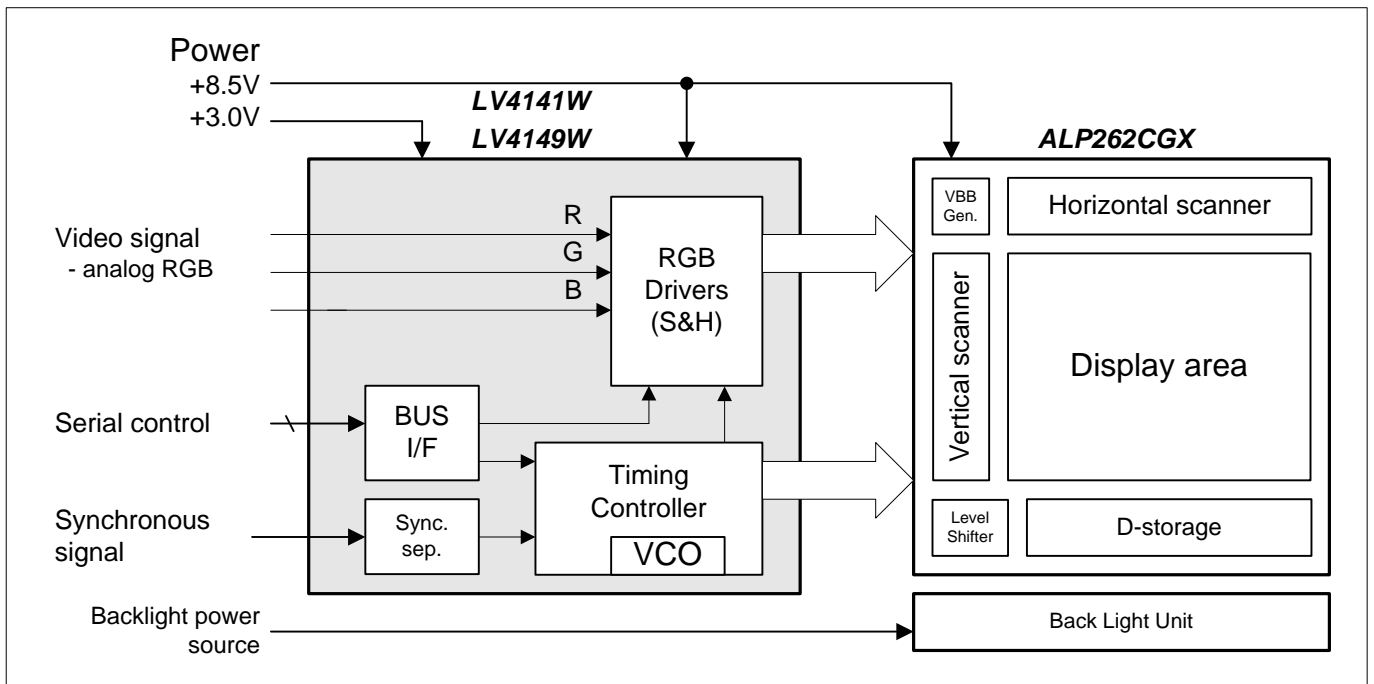 Power
+8.5V
+3.0V
LV4141W
LV4149W
ALP262CGX
Video signal
- analog RGB
R
G
B
RGB
Drivers
(S&H)
VBB
Gen.
Horizontal scanner
Vertical scanner
Display area
Serial control
BUS
I/F
Timing
Controller
VCO
Synchronous
signal
Sync.
sep.
Level
Shifter
D-storage
Backlight power
source
Back Light Unit